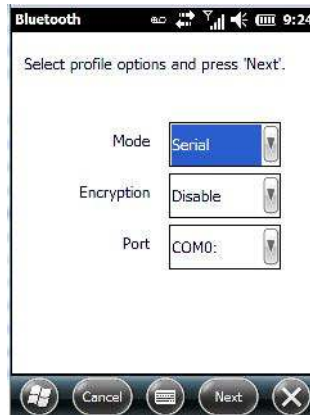 Bluetooth 9:24
Select profile options and press 'Next'.
Mode Serial
Encryption Disable
Port COM0:
Cancel Next